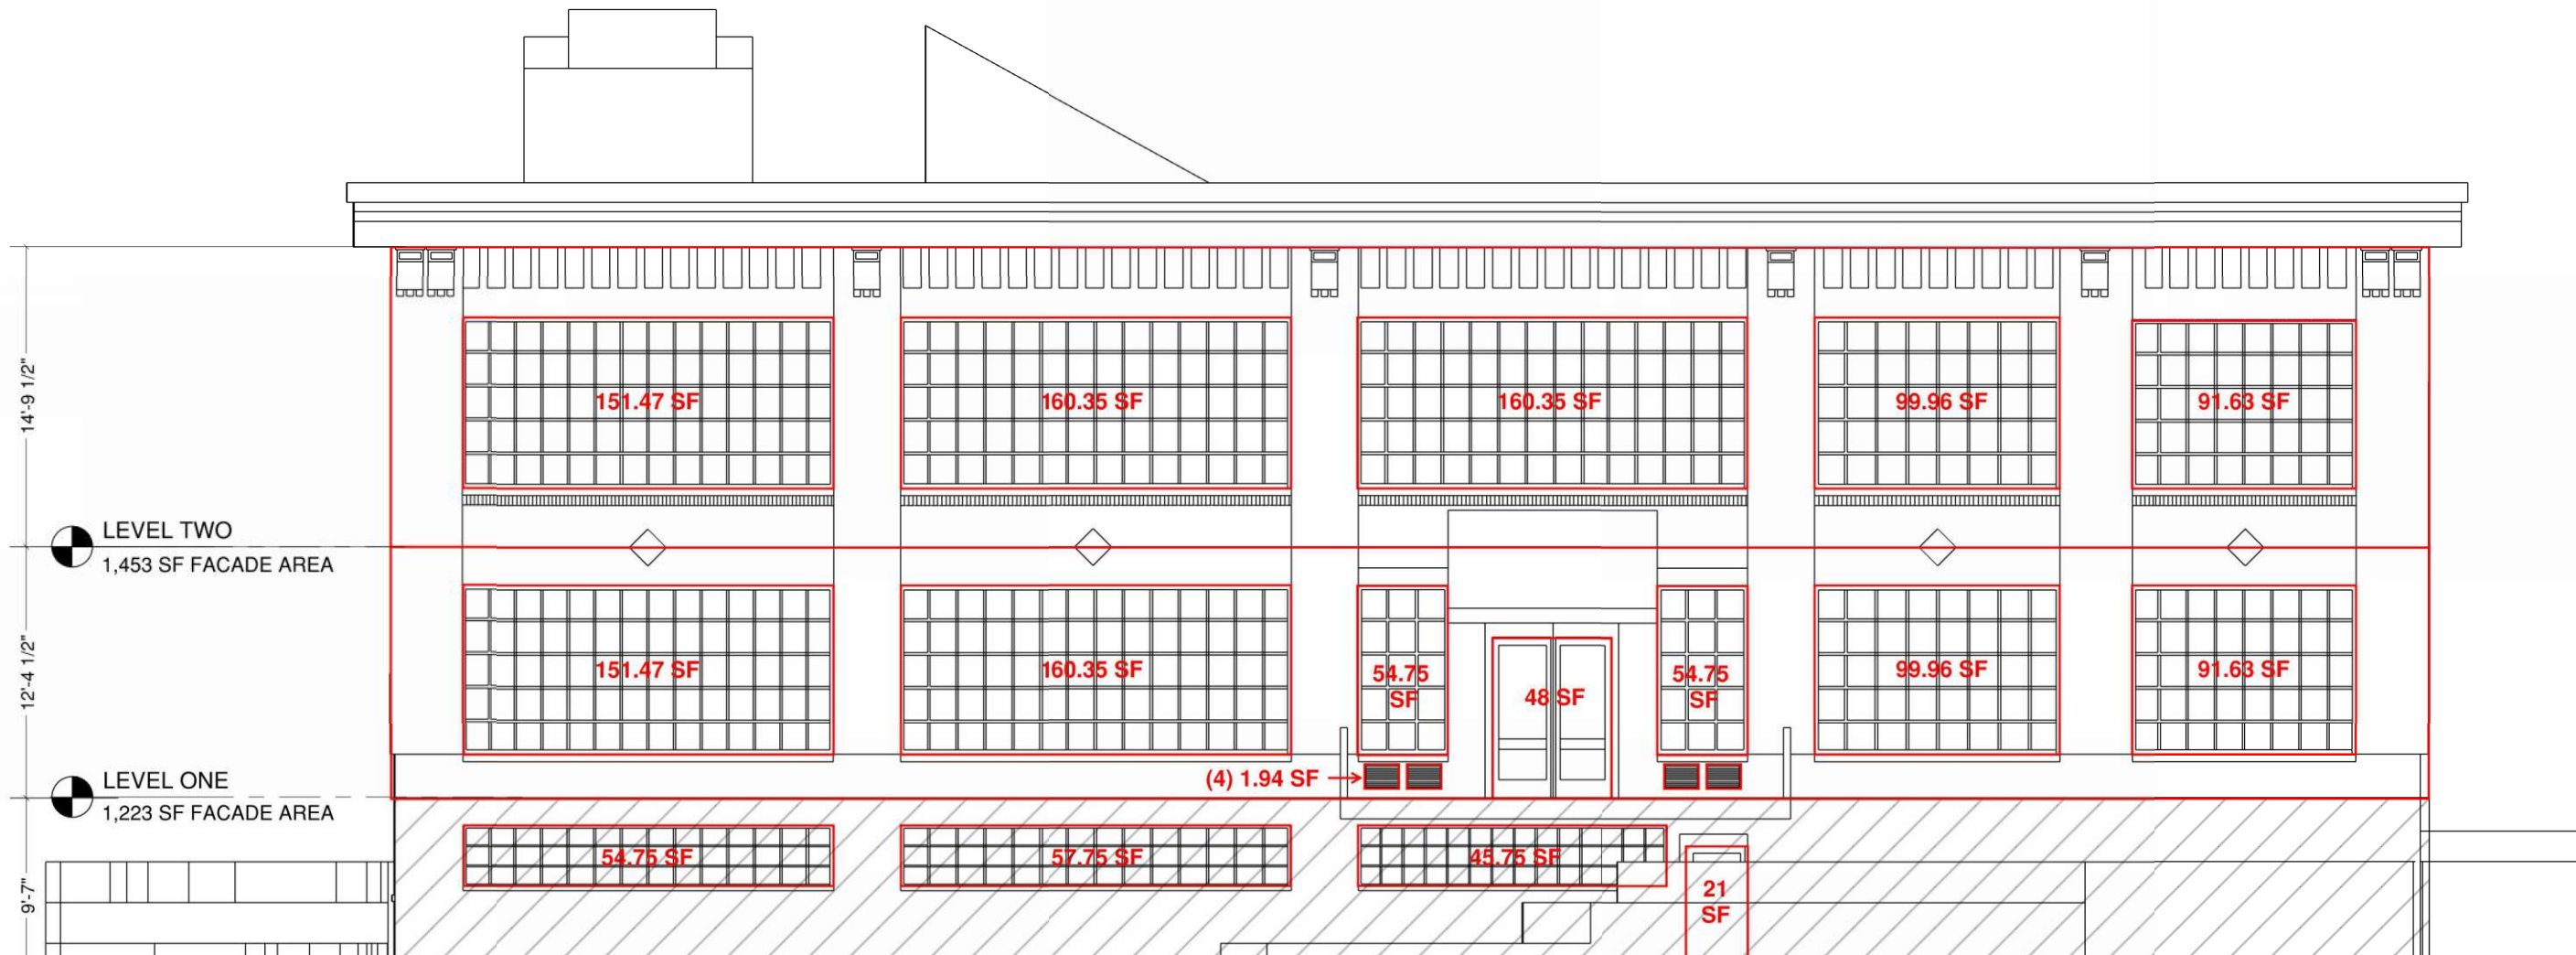 14'-9 1/2"
151.47 SF
160.35 SF
160.35 SF
99.96 SF
91.63 SF
LEVEL TWO
1,453 SF FACADE AREA
12'-4 1/2"
151.47 SF
160.35 SF
54.75
SF
48 SF
54.75
SF
99.96 SF
91.63 SF
(4) 1.94 SF
LEVEL ONE
1,223 SF FACADE AREA
9'-7"
54.75 SF
57.75 SF
45.75 SF
21
SF